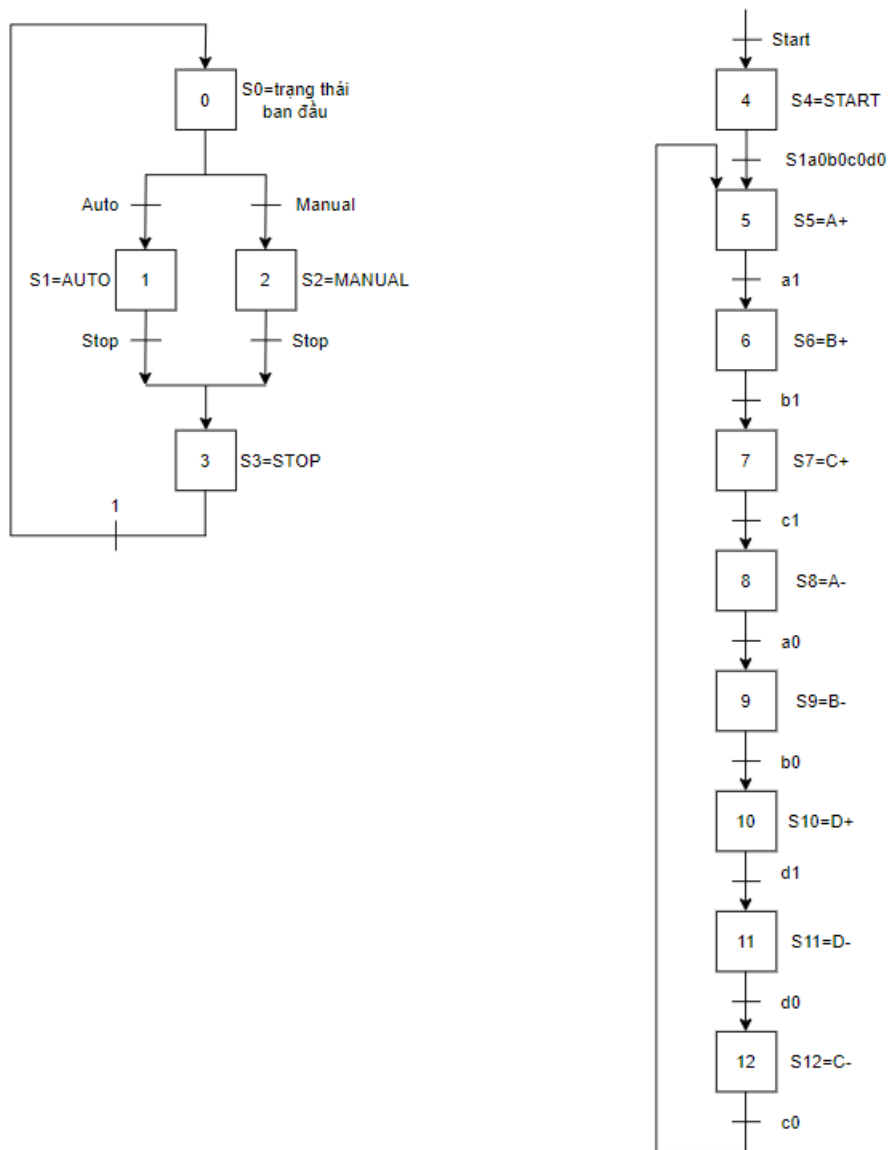 0
S0=trạng thái
ban đầu
Auto
Manual
S1=AUTO
1
2
S2=MANUAL
Stop
Stop
3
S3=STOP
1
Start
4
S4=START
S1a0b0c0d0
5
S5=A+
a1
6
S6=B+
b1
7
S7=C+
c1
8
S8=A-
a0
9
S9=B-
b0
10
S10=D+
d1
11
S11=D-
d0
12
S12=C-
c0